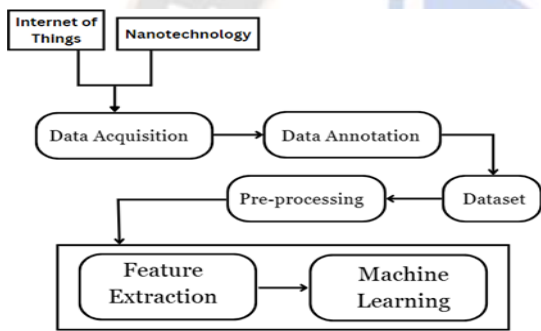 Internet of
Things
Nanotechnology
Data Acquisition
Data Annotation
Pre-processing
Dataset
Feature
Extraction
Machine
Learning